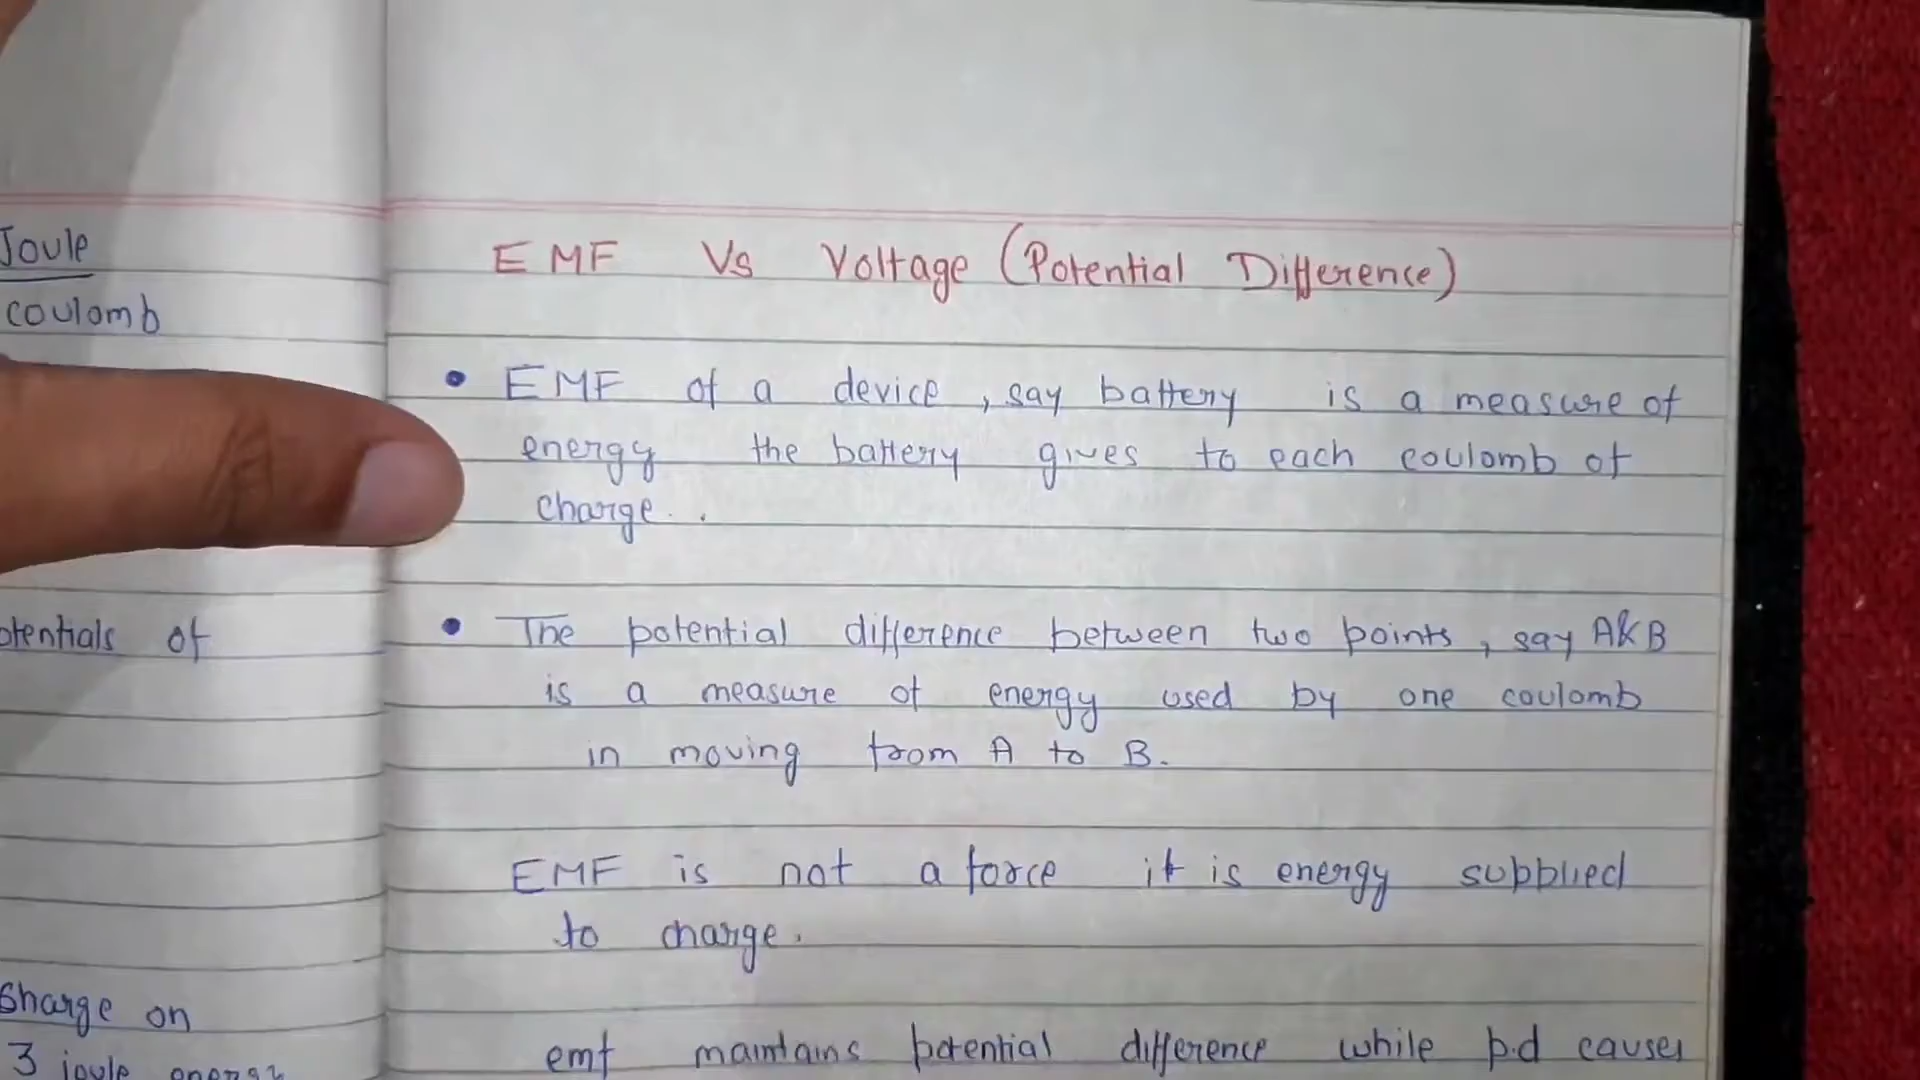 Joule
coulomb
otentials of
charge on
3 joule energy
EMF Vs Voltage (Potential Difference)
• EMF of a device, say battery is a measure of
energy the battery gives to each coulomb of
charge. .
• The potential difference between two points, say A & B
is a measure of energy used by one coulomb
in moving from A to B.
EMF is not a force it is energy supplied
to charge.
emf maintains potential difference while p.d causes